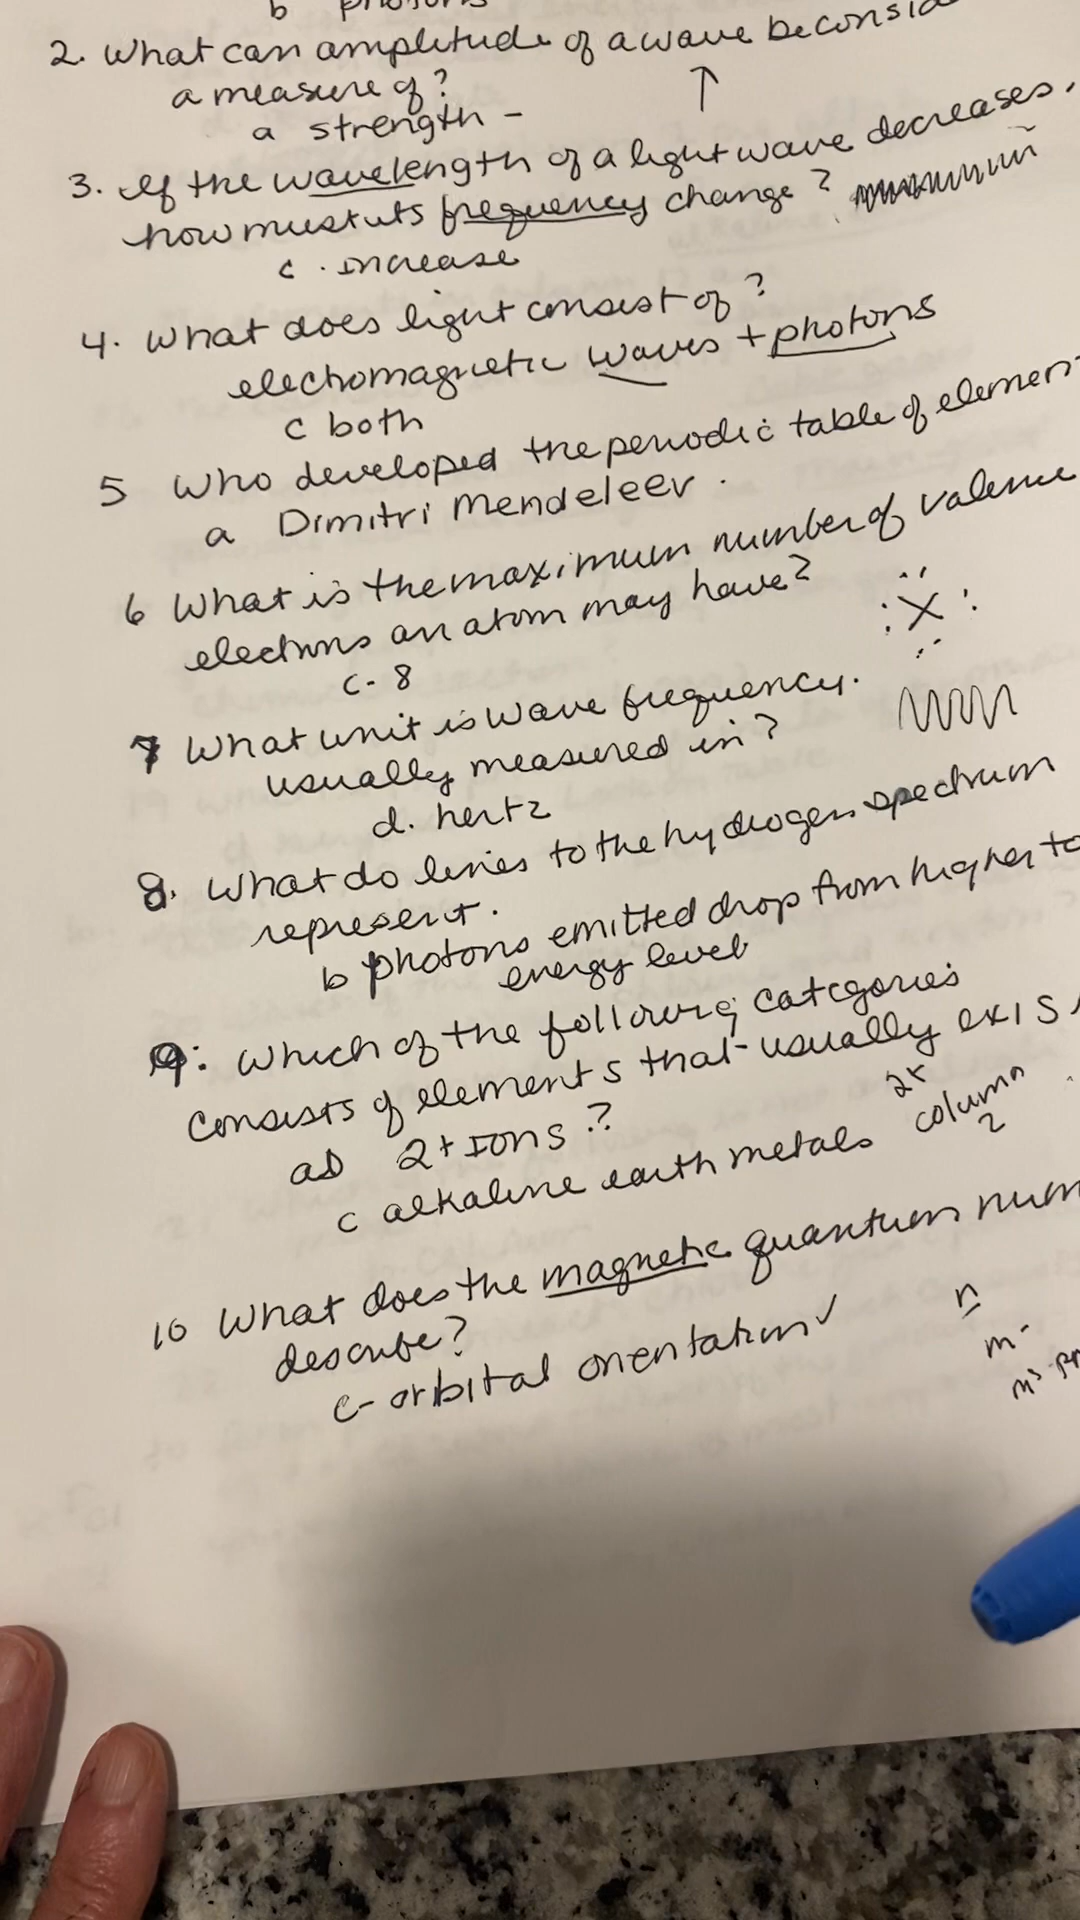 b photons
2. What can amplitude of a wave be
a measure of?
a strength -
3. If the wavelength of a light wave decreases,
how must its frequency change?
c. increase
4. What does light consist of?
electromagnetic waves + photons
c both
5 Who developed the periodic table of
a Dimitri Mendeleev.
6 What is the maximum number of valence
electrons an atom may have?
X
c- 8
7 What unit is wave frequency.
usually measured in?
d. hertz
8. What do lines to the hydrogen spectrum
represent.
b photons emitted drop from higher to
energy level
9: Which of the following categories
consists of elements that usually exist
as 2+ ions?
2+
column
2
c alkaline earth metals
10 What does the magnetic quantum
describe?
n
m
c- orbital orientation ✓